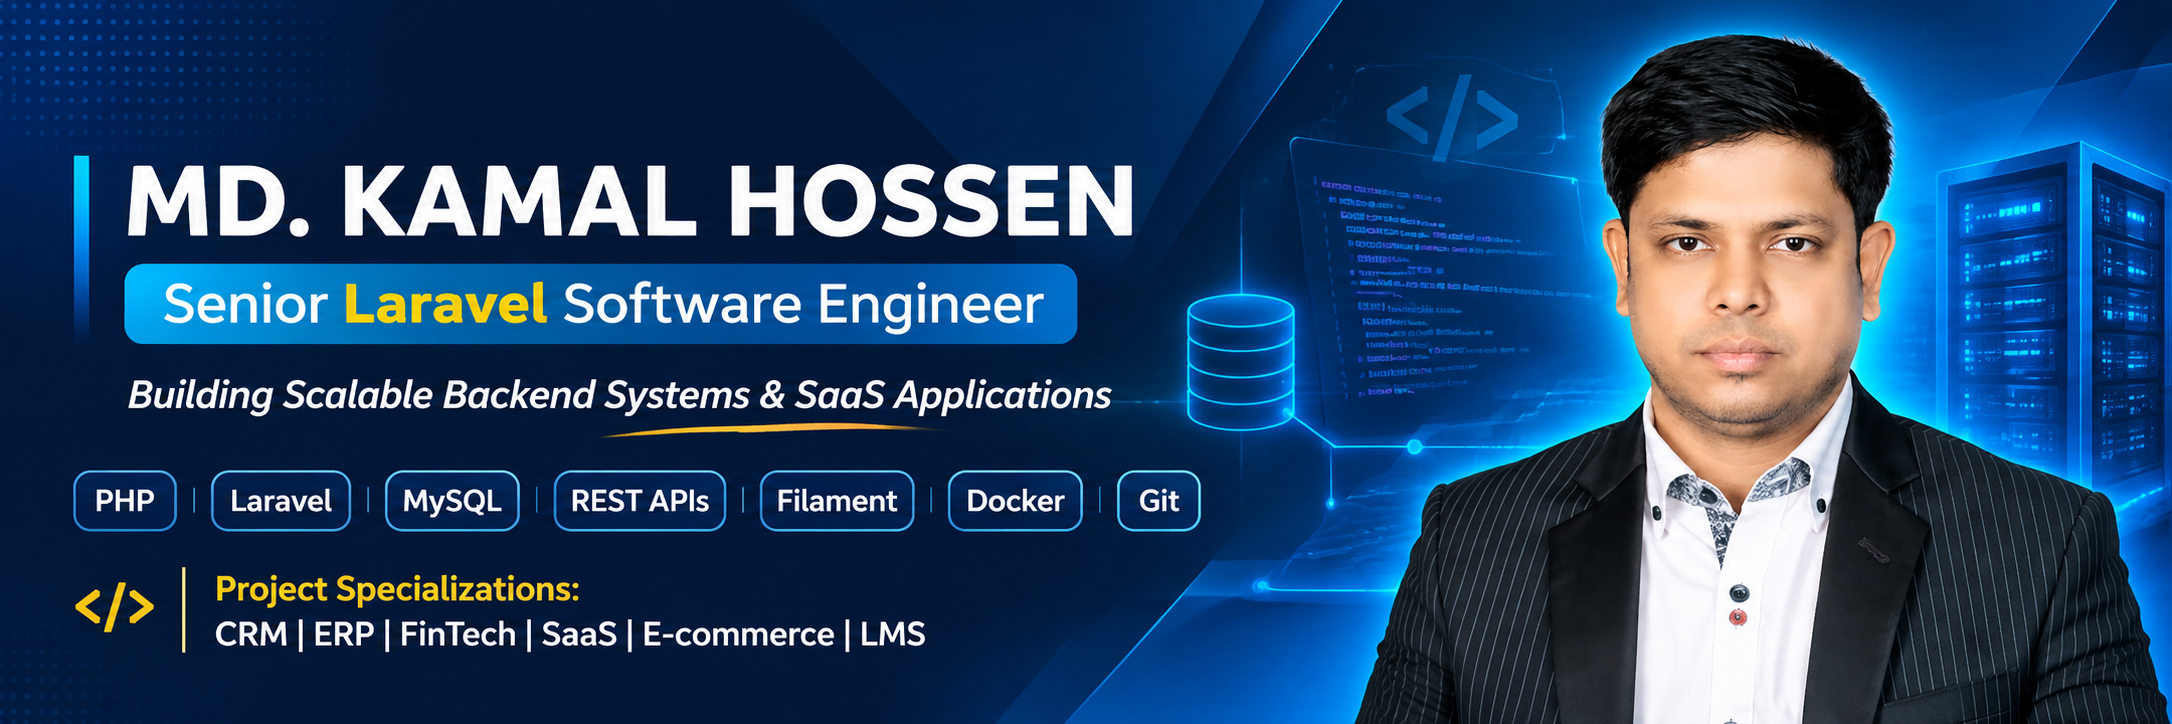 MD. KAMAL HOSSEN
Senior Laravel Software Engineer
Building Scalable Backend Systems & SaaS Applications
PHP | Laravel | MySQL | REST APIs | Filament | Docker | Git
</>
</> Project Specializations:
CRM | ERP | FinTech | SaaS | E-commerce | LMS